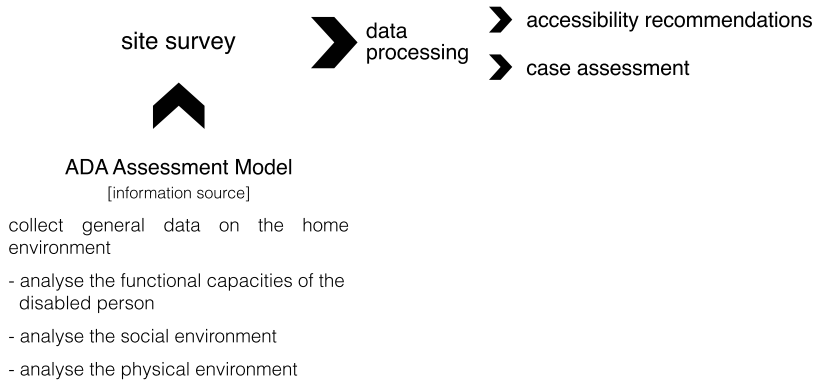 site survey
data
processing
accessibility recommendations
case assessment
ADA Assessment Model
[information source]
collect general data on the home
environment
- analyse the functional capacities of the
disabled person
- analyse the social environment
- analyse the physical environment